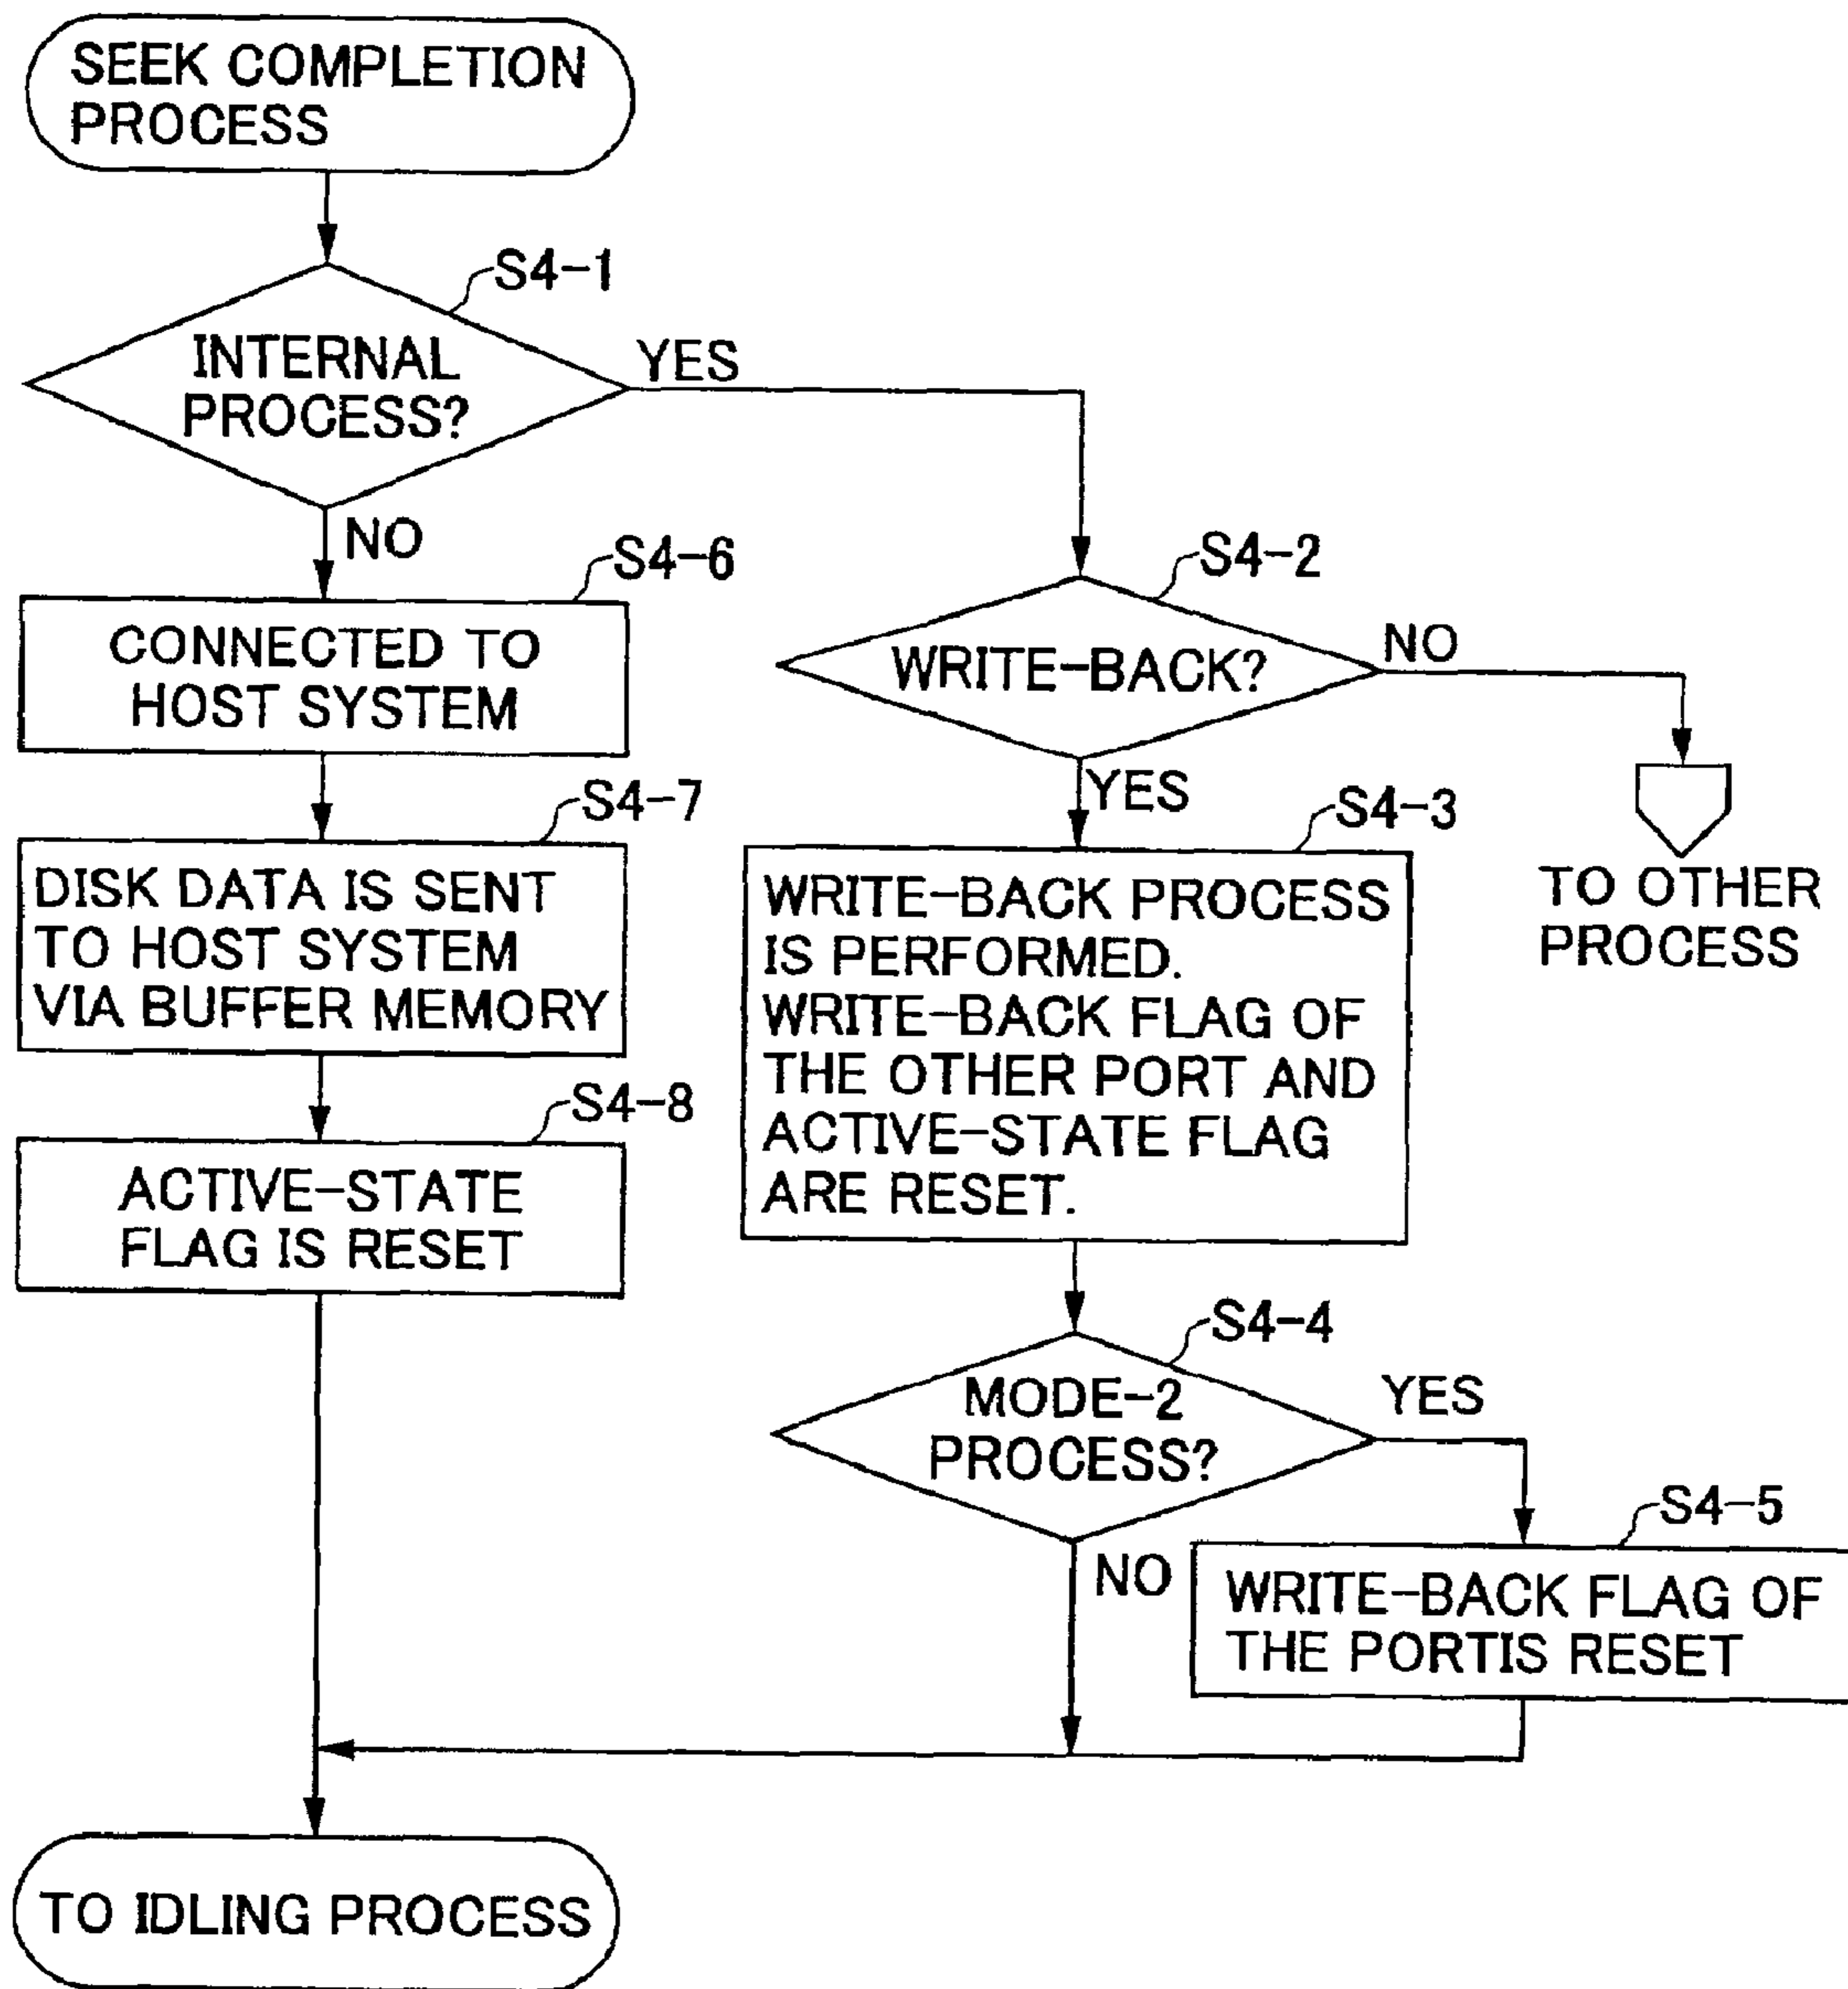 SEEK COMPLETION
PROCESS
S4-1
INTERNAL
PROCESS?
YES
NO
S4-6
CONNECTED TO
HOST SYSTEM
S4-7
DISK DATA IS SENT
TO HOST SYSTEM
VIA BUFFER MEMORY
S4-8
ACTIVE-STATE
FLAG IS RESET
S4-2
WRITE-BACK?
NO
TO OTHER
PROCESS
YES
S4-3
WRITE-BACK PROCESS
IS PERFORMED.
WRITE-BACK FLAG OF
THE OTHER PORT AND
ACTIVE-STATE FLAG
ARE RESET.
S4-4
MODE-2
PROCESS?
YES
NO
S4-5
WRITE-BACK FLAG OF
THE PORTIS RESET
TO IDLING PROCESS